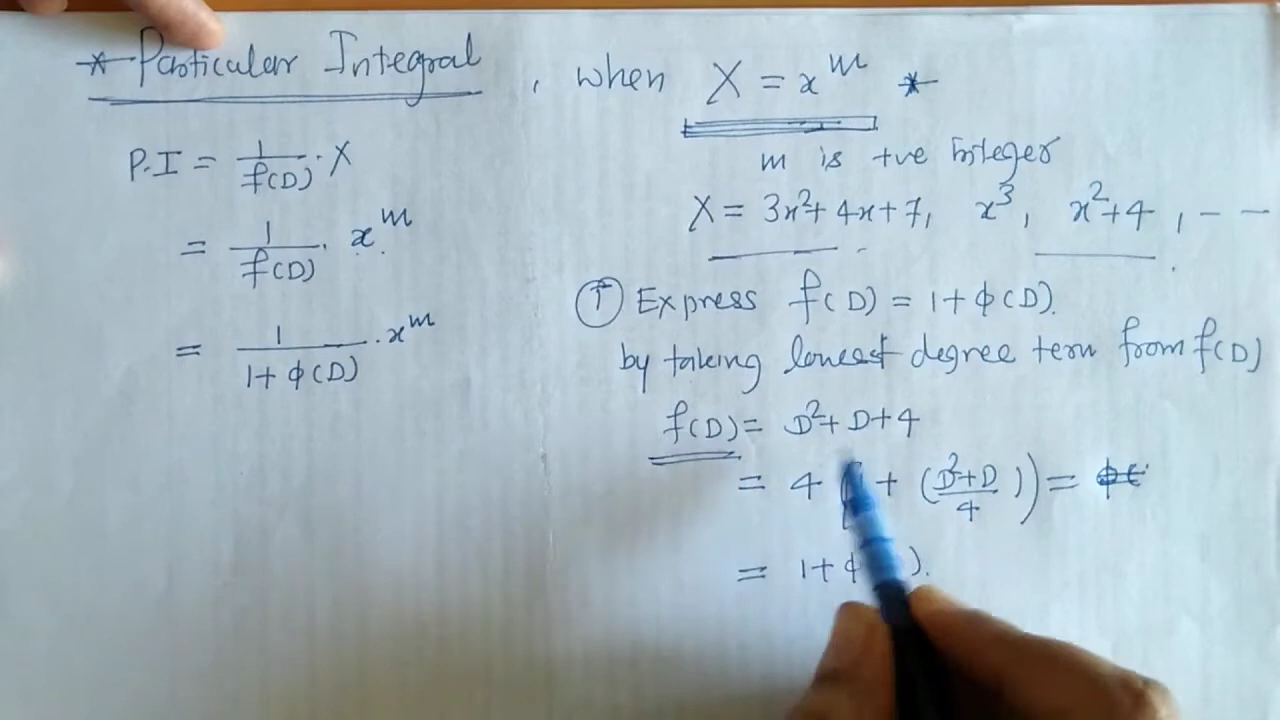 * Particular Integral , when X = x^m *
m is +ve Integer
P.I = 1/f(D) . X
X = 3x²+4x+7, x³, x²+4, - -
= 1/f(D) . x^m
① Express f(D) = 1+ϕ(D).
= 1/(1+ϕ(D)) . x^m
by taking lowest degree term from f(D)
f(D) = D²+D+4
= 4 ( + ((D²+D)/4)) =
= 1+ϕ ).